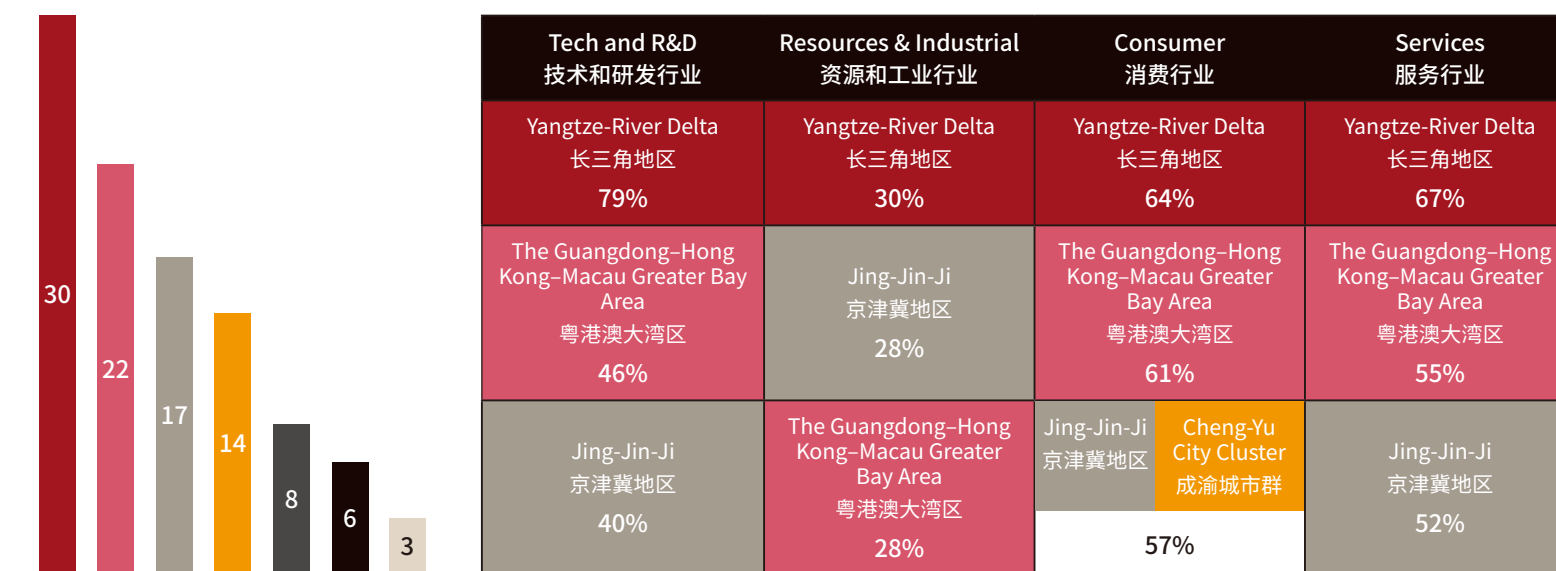 30
22
17
14
8
6
3
Tech and R&D
技术和研发行业
Resources & Industrial
资源和工业行业
Consumer
消费行业
Services
服务行业
Yangtze-River Delta
长三角地区
79%
Yangtze-River Delta
长三角地区
30%
Yangtze-River Delta
长三角地区
64%
Yangtze-River Delta
长三角地区
67%
The Guangdong–Hong
Kong–Macau Greater Bay
Area
粤港澳大湾区
46%
Jing-Jin-Ji
京津冀地区
28%
The Guangdong–Hong
Kong–Macau Greater
Bay Area
粤港澳大湾区
61%
The Guangdong–Hong
Kong–Macau Greater
Bay Area
粤港澳大湾区
55%
Jing-Jin-Ji
京津冀地区
40%
The Guangdong–Hong
Kong–Macau Greater
Bay Area
粤港澳大湾区
28%
Jing-Jin-Ji
京津冀地区
Cheng-Yu
City Cluster
成渝城市群
57%
Jing-Jin-Ji
京津冀地区
52%